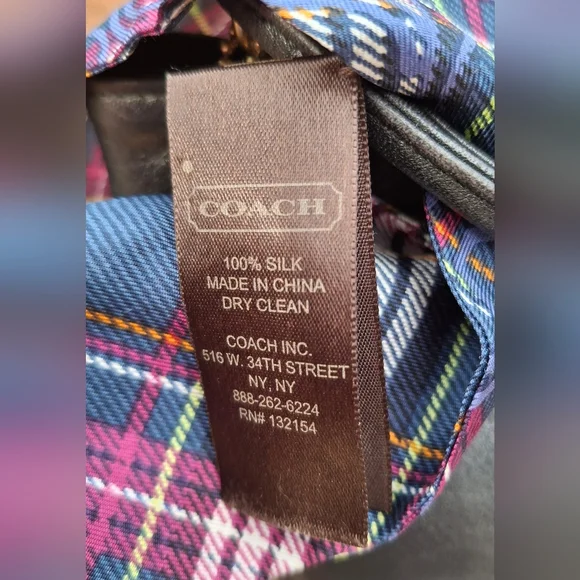 COACH
100% SILK
MADE IN CHINA
DRY CLEAN
COACH INC.
516 W. 34TH STREET
NY, NY
888-262-6224
RN# 132154